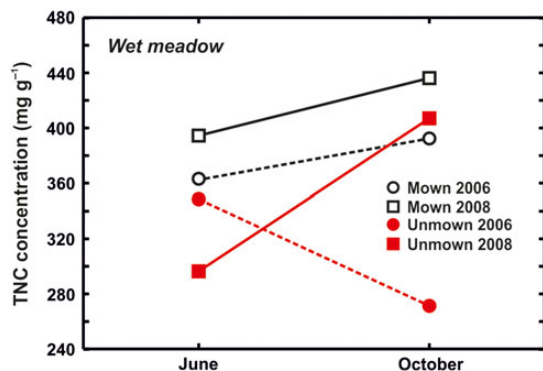 Wet meadow
TNC concentration (mg g⁻¹)
480
440
400
360
320
280
240
Mown 2006
Mown 2008
Unmown 2006
Unmown 2008
June
October